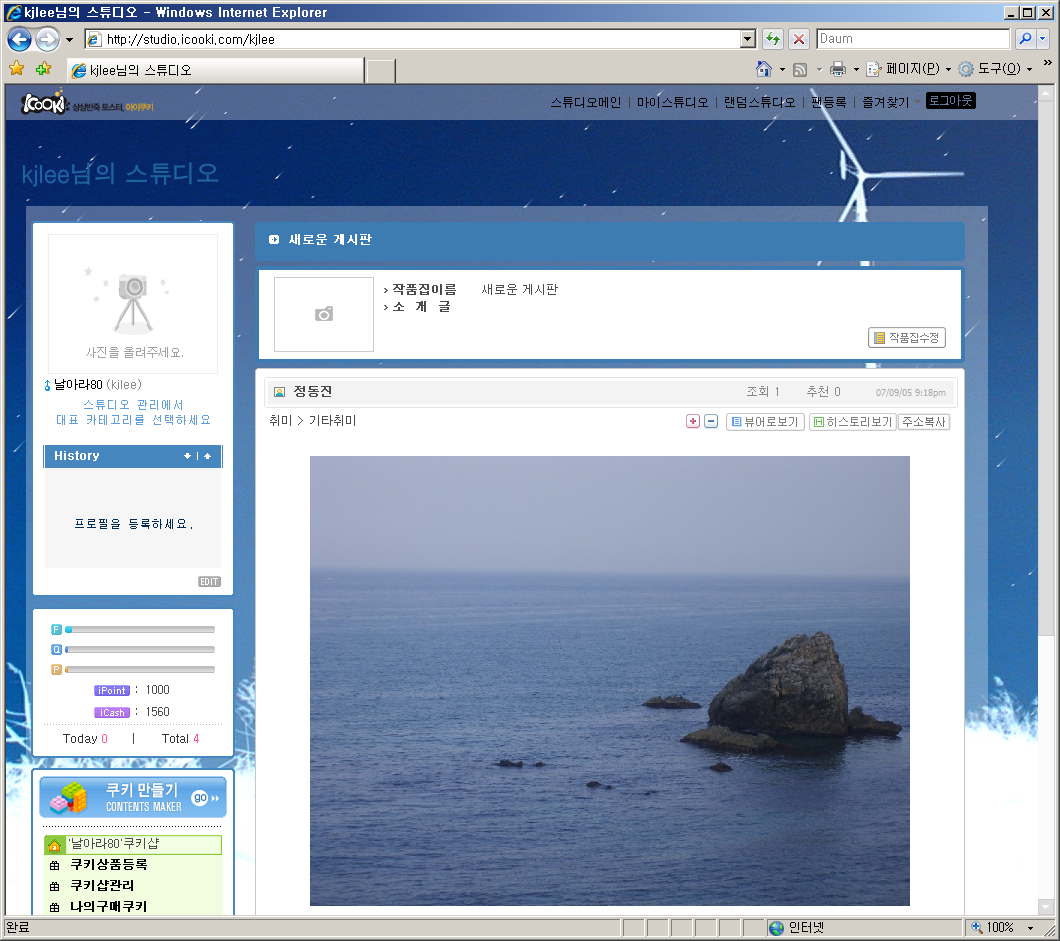 kjlee님의 스튜디오 - Windows Internet Explorer
http://studio.icooki.com/kjlee
Daum
kjlee님의 스튜디오
페이지(P)
도구(O)
iCOOKi 상상반죽 토스터, 아이쿠키
스튜디오메인 | 마이스튜디오 | 랜덤스튜디오 | 팬등록 | 즐겨찾기
로그아웃
kjlee님의 스튜디오
사진을 올려주세요.
날아라80 (kjlee)
스튜디오 관리에서
대표 카테고리를 선택하세요
History
프로필을 등록하세요.
EDIT
F
Q
P
iPoint : 1000
iCash : 1560
Today 0 | Total 4
쿠키 만들기
CONTENTS MAKER
go
'날아라80'쿠키샵
쿠키상품등록
쿠키샵관리
나의구매쿠키
새로운 게시판
작품집이름 새로운 게시판
소 개 글
작품집수정
정동진
조회 1 추천 0 07/09/05 9:18pm
취미 > 기타취미
뷰어로보기
히스토리보기
주소복사
완료
인터넷
100%